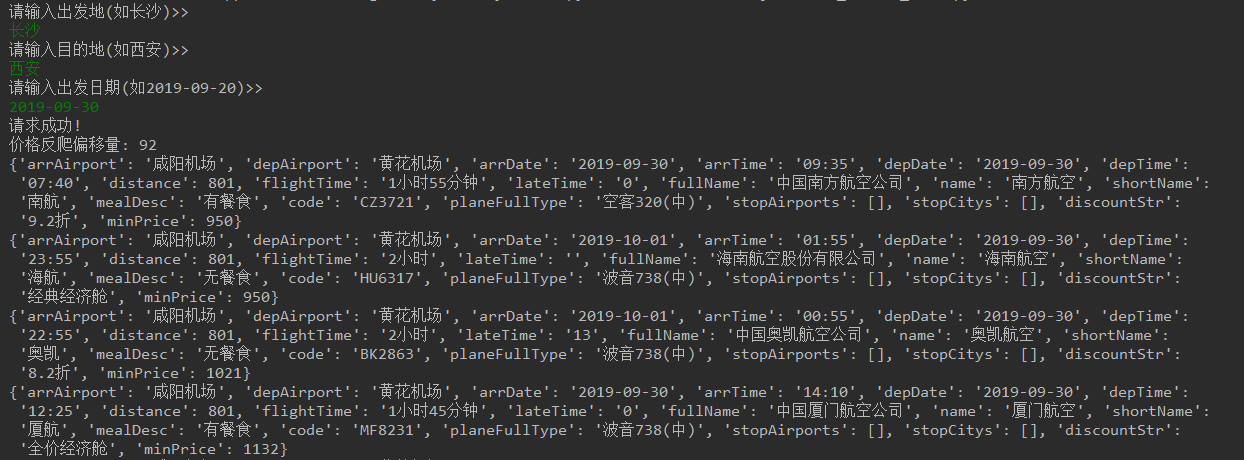 请输入出发地(如长沙)>>
长沙
请输入目的地(如西安)>>
西安
请输入出发日期(如2019-09-20)>>
2019-09-30
请求成功!
价格反爬偏移量: 92
{'arrAirport': '咸阳机场', 'depAirport': '黄花机场', 'arrDate': '2019-09-30', 'arrTime': '09:35', 'depDate': '2019-09-30', 'depTime':
'07:40', 'distance': 801, 'flightTime': '1小时55分钟', 'lateTime': '0', 'fullName': '中国南方航空公司', 'name': '南方航空', 'shortName':
'南航', 'mealDesc': '有餐食', 'code': 'CZ3721', 'planeFullType': '空客320(中)', 'stopAirports': [], 'stopCitys': [], 'discountStr':
'9.2折', 'minPrice': 950}
{'arrAirport': '咸阳机场', 'depAirport': '黄花机场', 'arrDate': '2019-10-01', 'arrTime': '01:55', 'depDate': '2019-09-30', 'depTime':
'23:55', 'distance': 801, 'flightTime': '2小时', 'lateTime': '', 'fullName': '海南航空股份有限公司', 'name': '海南航空', 'shortName':
'海航', 'mealDesc': '无餐食', 'code': 'HU6317', 'planeFullType': '波音738(中)', 'stopAirports': [], 'stopCitys': [], 'discountStr':
'经典经济舱', 'minPrice': 950}
{'arrAirport': '咸阳机场', 'depAirport': '黄花机场', 'arrDate': '2019-10-01', 'arrTime': '00:55', 'depDate': '2019-09-30', 'depTime':
'22:55', 'distance': 801, 'flightTime': '2小时', 'lateTime': '13', 'fullName': '中国奥凯航空公司', 'name': '奥凯航空', 'shortName':
'奥凯', 'mealDesc': '无餐食', 'code': 'BK2863', 'planeFullType': '波音738(中)', 'stopAirports': [], 'stopCitys': [], 'discountStr':
'8.2折', 'minPrice': 1021}
{'arrAirport': '咸阳机场', 'depAirport': '黄花机场', 'arrDate': '2019-09-30', 'arrTime': '14:10', 'depDate': '2019-09-30', 'depTime':
'12:25', 'distance': 801, 'flightTime': '1小时45分钟', 'lateTime': '0', 'fullName': '中国厦门航空公司', 'name': '厦门航空', 'shortName':
'厦航', 'mealDesc': '有餐食', 'code': 'MF8231', 'planeFullType': '波音738(中)', 'stopAirports': [], 'stopCitys': [], 'discountStr':
'全价经济舱', 'minPrice': 1132}